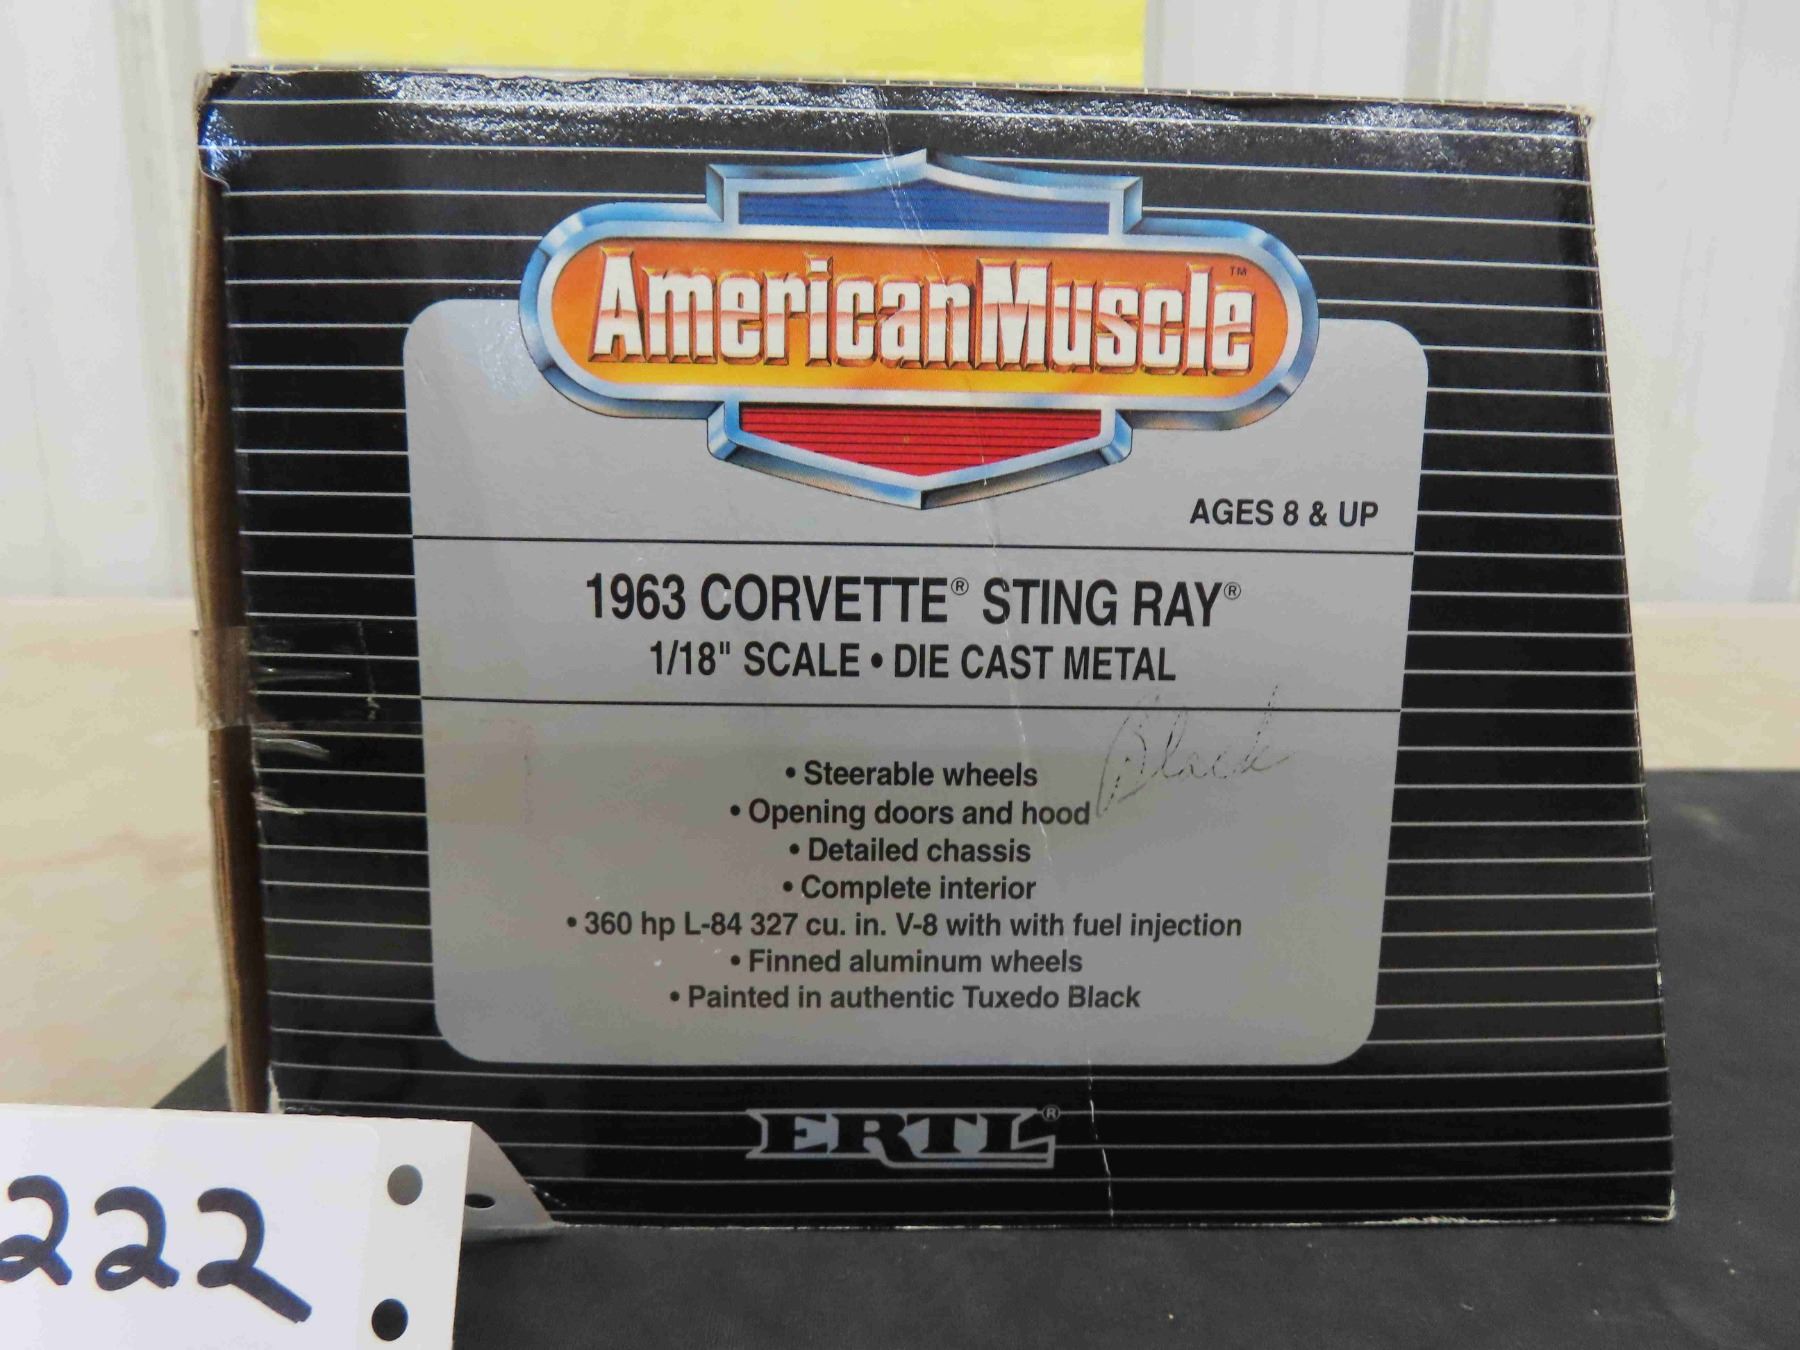 American Muscle ™
AGES 8 & UP
1963 CORVETTE® STING RAY®
1/18" SCALE • DIE CAST METAL
Black
• Steerable wheels
• Opening doors and hood
• Detailed chassis
• Complete interior
• 360 hp L-84 327 cu. in. V-8 with with fuel injection
• Finned aluminum wheels
• Painted in authentic Tuxedo Black
ERTL®
222